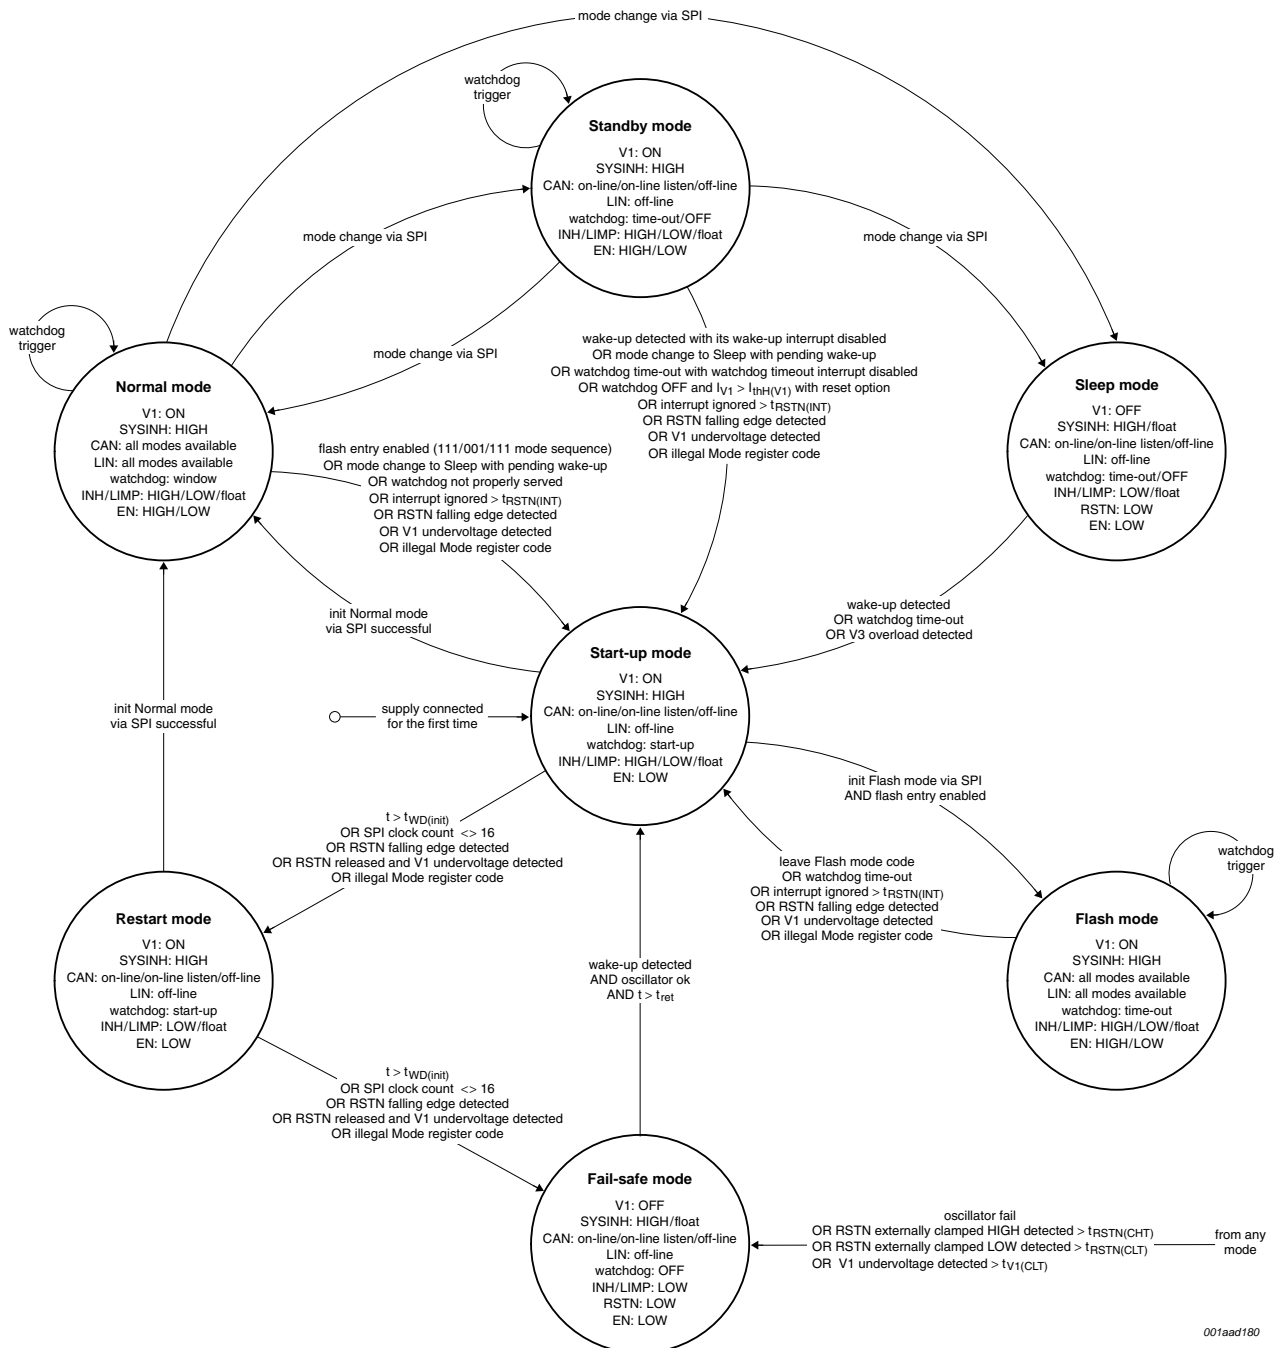 mode change via SPI
watchdog
trigger
Standby mode
V1: ON
SYSINH: HIGH
CAN: on-line/on-line listen/off-line
LIN: off-line
watchdog: time-out/OFF
INH/LIMP: HIGH/LOW/float
EN: HIGH/LOW
mode change via SPI
mode change via SPI
mode change via SPI
watchdog
trigger
Normal mode
V1: ON
SYSINH: HIGH
CAN: all modes available
LIN: all modes available
watchdog: window
INH/LIMP: HIGH/LOW/float
EN: HIGH/LOW
wake-up detected with its wake-up interrupt disabled
OR mode change to Sleep with pending wake-up
OR watchdog time-out with watchdog timeout interrupt disabled
OR watchdog OFF and IV1 > IthH(V1) with reset option
OR interrupt ignored > tRSTN(INT)
OR RSTN falling edge detected
OR V1 undervoltage detected
OR illegal Mode register code
Sleep mode
V1: OFF
SYSINH: HIGH/float
CAN: on-line/on-line listen/off-line
LIN: off-line
watchdog: time-out/OFF
INH/LIMP: LOW/float
RSTN: LOW
EN: LOW
flash entry enabled (111/001/111 mode sequence)
OR mode change to Sleep with pending wake-up
OR watchdog not properly served
OR interrupt ignored > tRSTN(INT)
OR RSTN falling edge detected
OR V1 undervoltage detected
OR illegal Mode register code
init Normal mode
via SPI successful
wake-up detected
OR watchdog time-out
OR V3 overload detected
Start-up mode
V1: ON
SYSINH: HIGH
CAN: on-line/on-line listen/off-line
LIN: off-line
watchdog: start-up
INH/LIMP: HIGH/LOW/float
EN: LOW
supply connected
for the first time
init Normal mode
via SPI successful
init Flash mode via SPI
AND flash entry enabled
t > tWD(init)
OR SPI clock count <> 16
OR RSTN falling edge detected
OR RSTN released and V1 undervoltage detected
OR illegal Mode register code
leave Flash mode code
OR watchdog time-out
OR interrupt ignored > tRSTN(INT)
OR RSTN falling edge detected
OR V1 undervoltage detected
OR illegal Mode register code
watchdog
trigger
Restart mode
V1: ON
SYSINH: HIGH
CAN: on-line/on-line listen/off-line
LIN: off-line
watchdog: start-up
INH/LIMP: LOW/float
EN: LOW
Flash mode
V1: ON
SYSINH: HIGH
CAN: all modes available
LIN: all modes available
watchdog: time-out
INH/LIMP: HIGH/LOW/float
EN: HIGH/LOW
wake-up detected
AND oscillator ok
AND t > tret
t > tWD(init)
OR SPI clock count <> 16
OR RSTN falling edge detected
OR RSTN released and V1 undervoltage detected
OR illegal Mode register code
Fail-safe mode
V1: OFF
SYSINH: HIGH/float
CAN: on-line/on-line listen/off-line
LIN: off-line
watchdog: OFF
INH/LIMP: LOW
RSTN: LOW
EN: LOW
oscillator fail
OR RSTN externally clamped HIGH detected > tRSTN(CHT)
OR RSTN externally clamped LOW detected > tRSTN(CLT)
OR V1 undervoltage detected > tV1(CLT)
from any
mode
001aad180